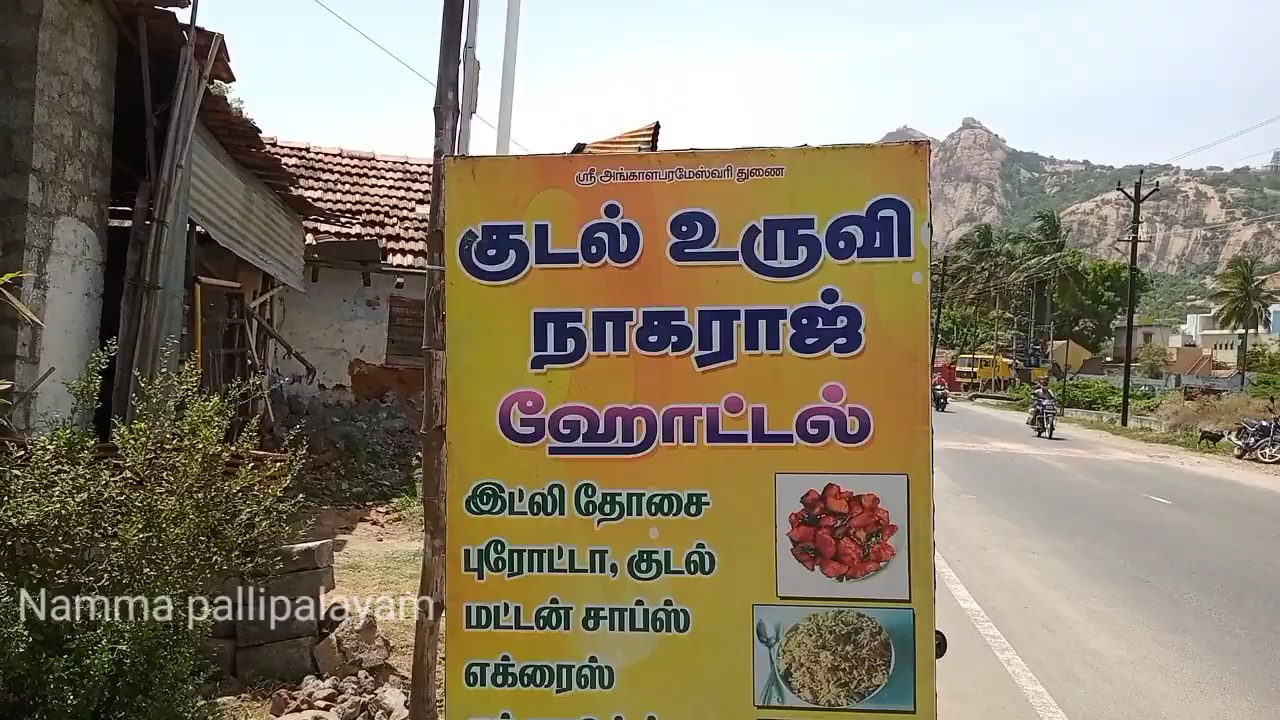 ஸ்ரீ அங்காளபரமேஸ்வரி துணை
குடல் உருவி
நாகராஜ்
ஹோட்டல்
இட்லி தோசை
புரோட்டா, குடல்
மட்டன் சாப்ஸ்
எக்ரைஸ்
Namma pallipalayam